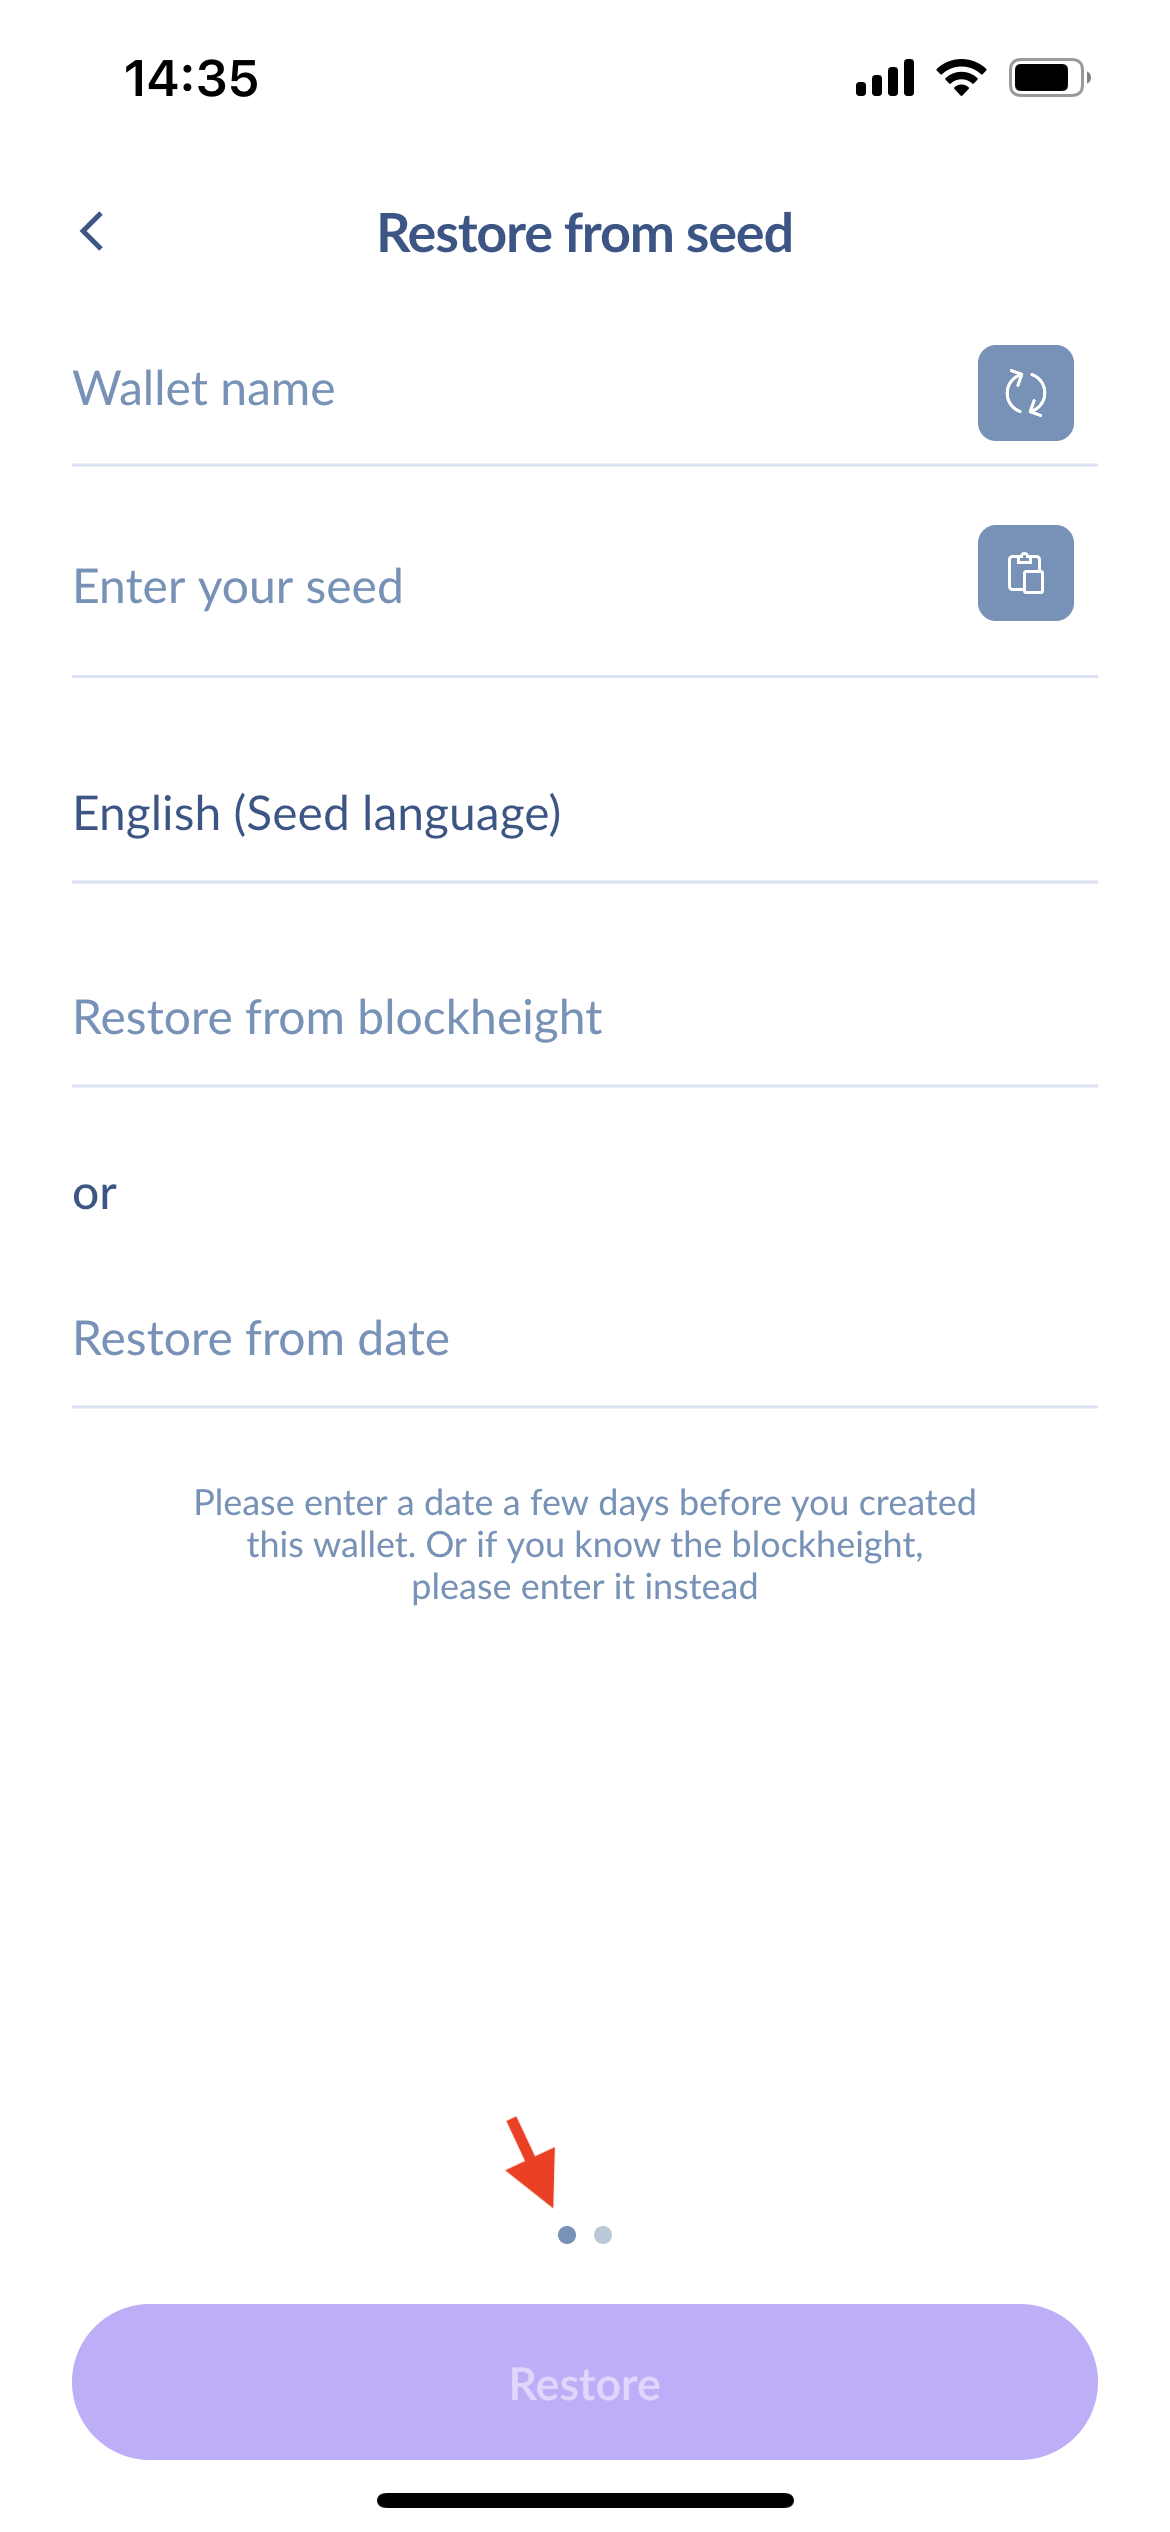 14:35
Restore from seed
Wallet name
Enter your seed
English (Seed language)
Restore from blockheight
or
Restore from date
Please enter a date a few days before you created
this wallet. Or if you know the blockheight,
please enter it instead
Restore